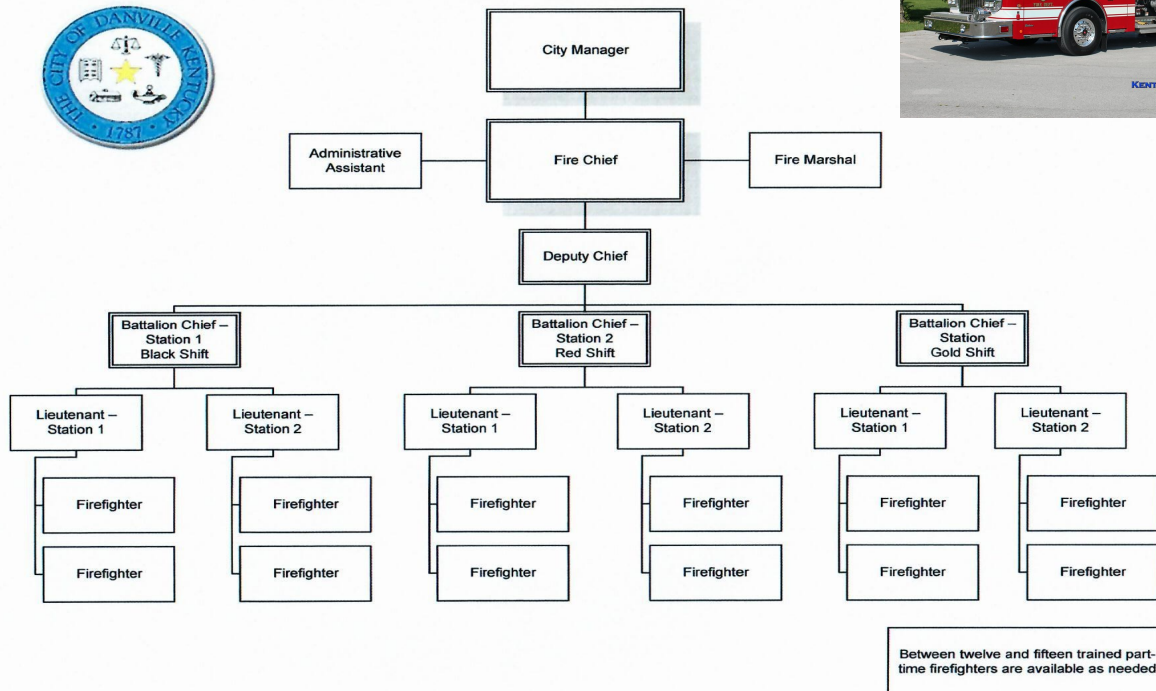 THE CITY OF DANVILLE KENTUCKY
1787
City Manager
KENT
Administrative
Assistant
Fire Chief
Fire Marshal
Deputy Chief
Battalion Chief –
Station 1
Black Shift
Battalion Chief –
Station 2
Red Shift
Battalion Chief –
Station
Gold Shift
Lieutenant –
Station 1
Lieutenant –
Station 2
Lieutenant –
Station 1
Lieutenant –
Station 2
Lieutenant –
Station 1
Lieutenant –
Station 2
Firefighter
Firefighter
Firefighter
Firefighter
Firefighter
Firefighter
Firefighter
Firefighter
Firefighter
Firefighter
Firefighter
Firefighter
Between twelve and fifteen trained part-
time firefighters are available as needed